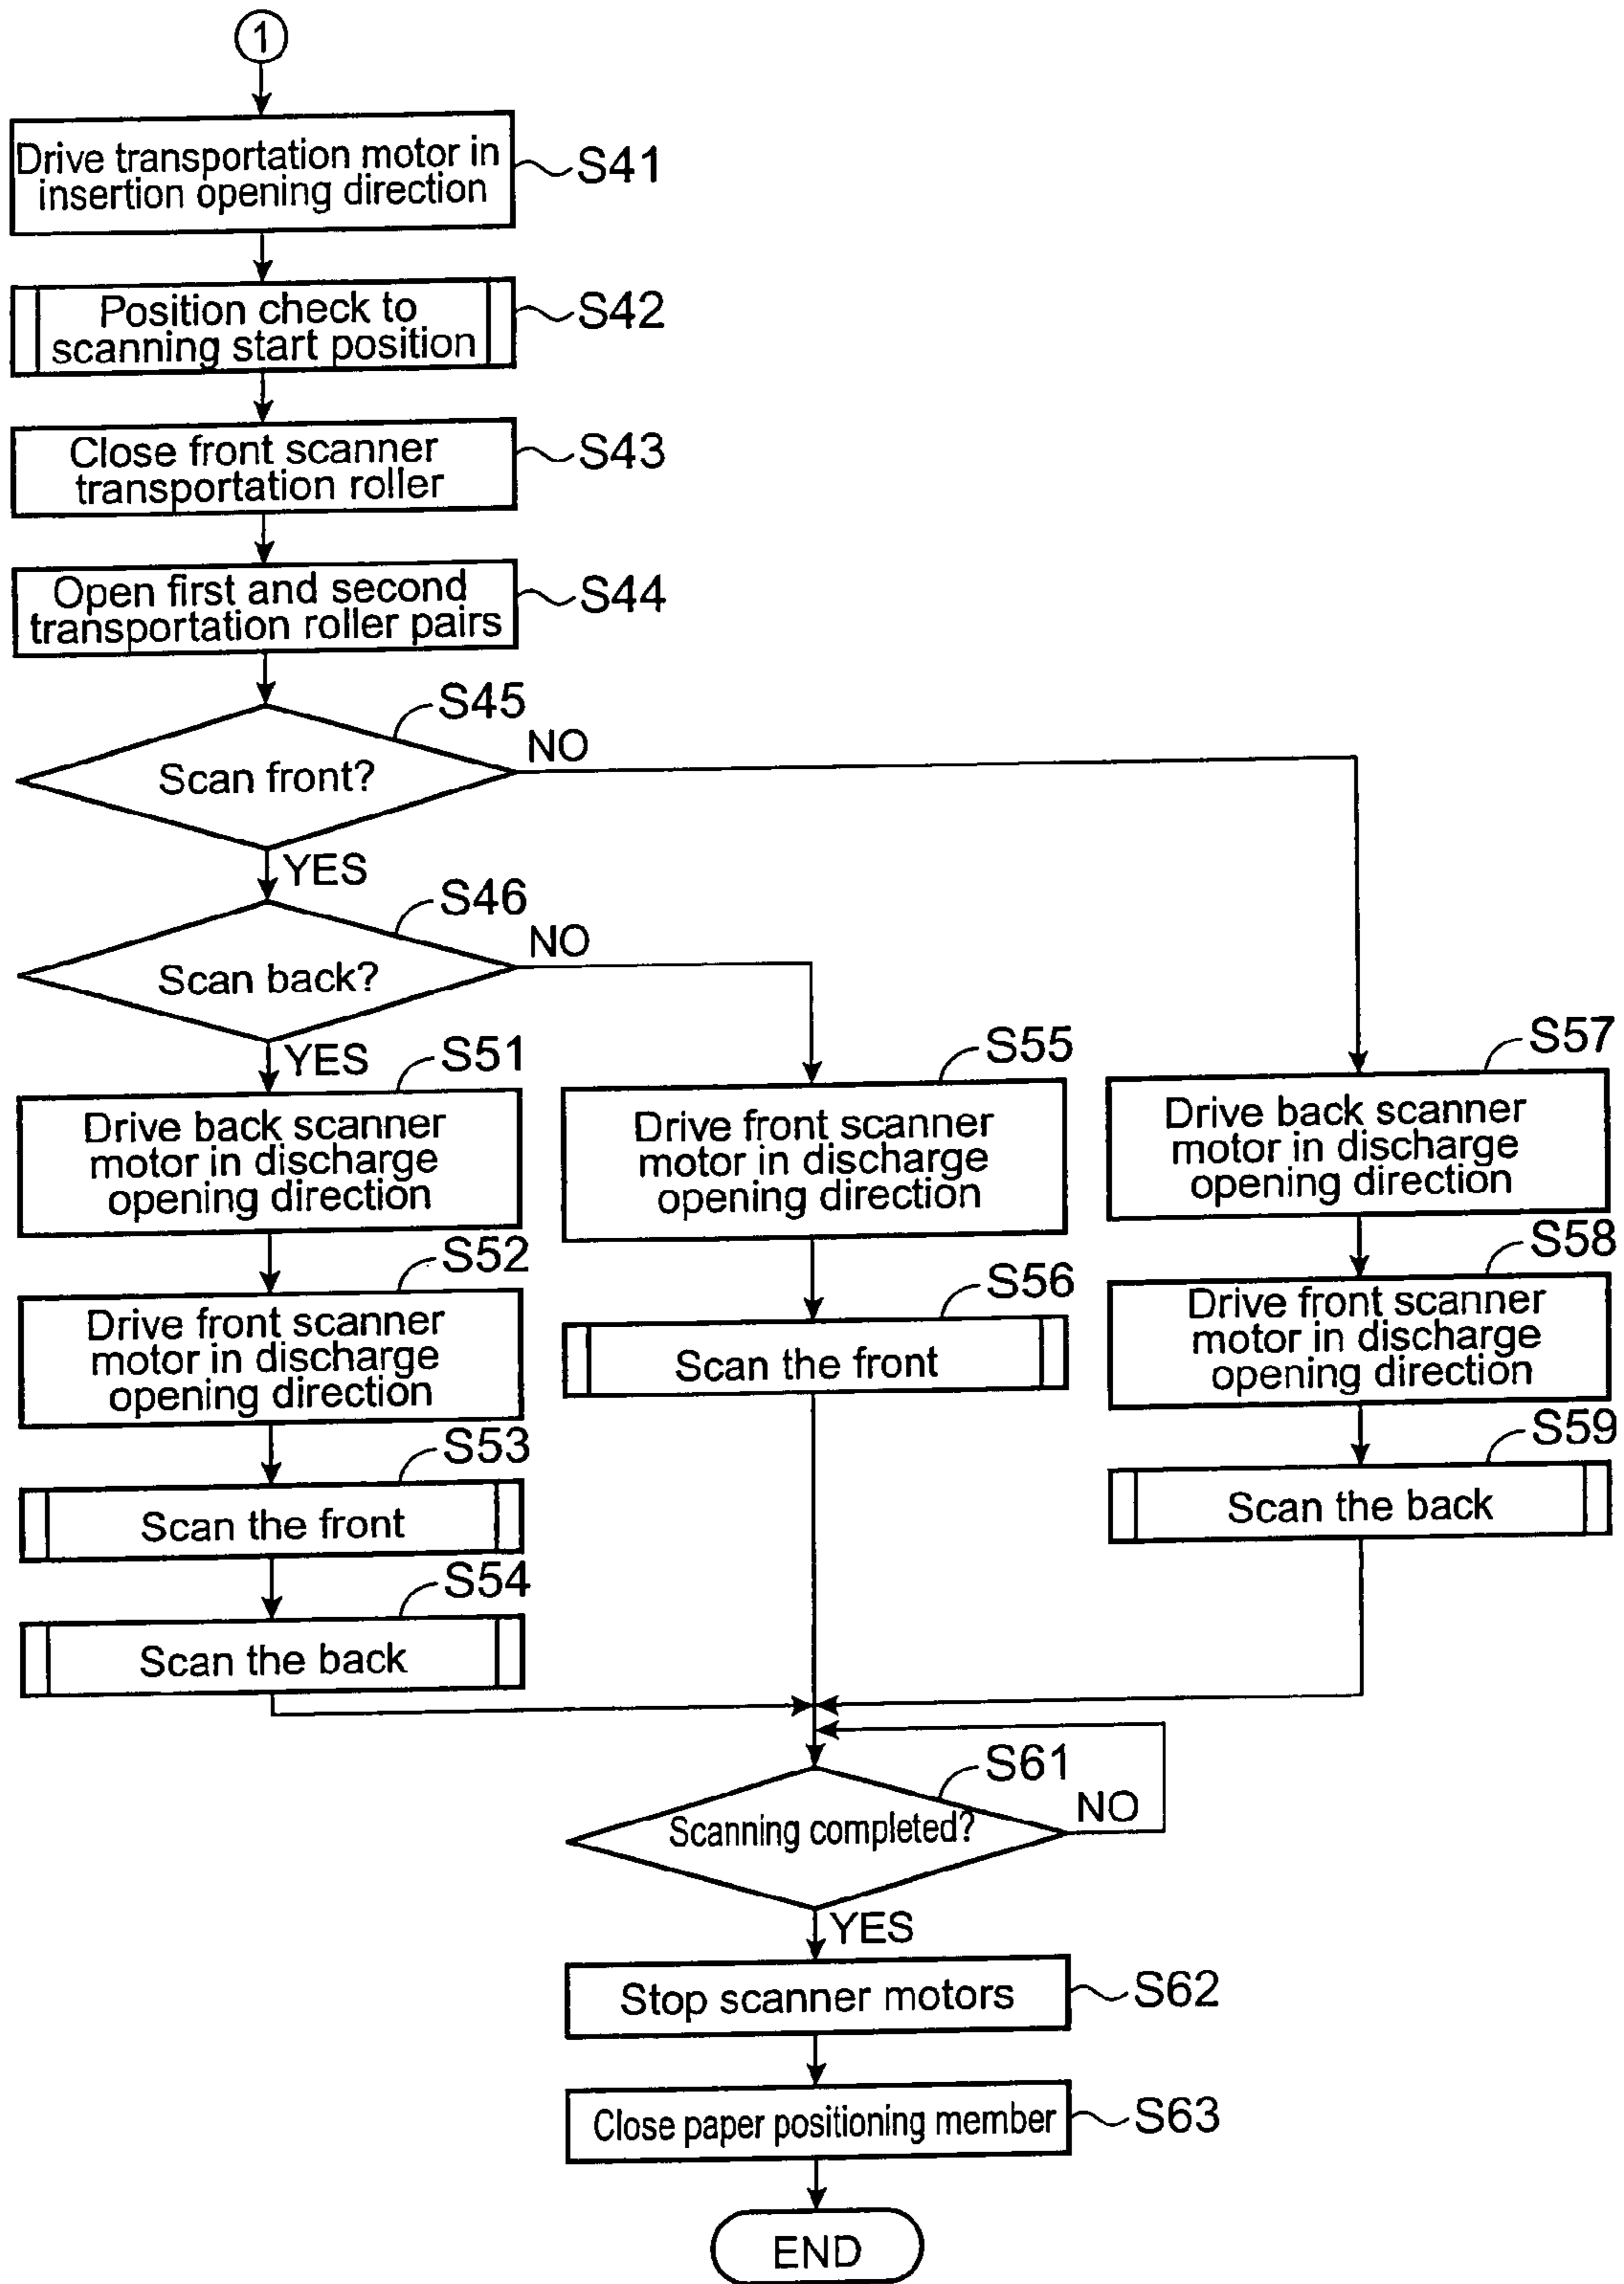 1
Drive transportation motor in
insertion opening direction
S41
Position check to
scanning start position
S42
Close front scanner
transportation roller
S43
Open first and second
transportation roller pairs
S44
S45
Scan front?
NO
YES
S46
Scan back?
NO
YES
S51
Drive back scanner
motor in discharge
opening direction
S52
Drive front scanner
motor in discharge
opening direction
S53
Scan the front
S54
Scan the back
S55
Drive front scanner
motor in discharge
opening direction
S56
Scan the front
S57
Drive back scanner
motor in discharge
opening direction
S58
Drive front scanner
motor in discharge
opening direction
S59
Scan the back
S61
Scanning completed?
NO
YES
Stop scanner motors
S62
Close paper positioning member
S63
END